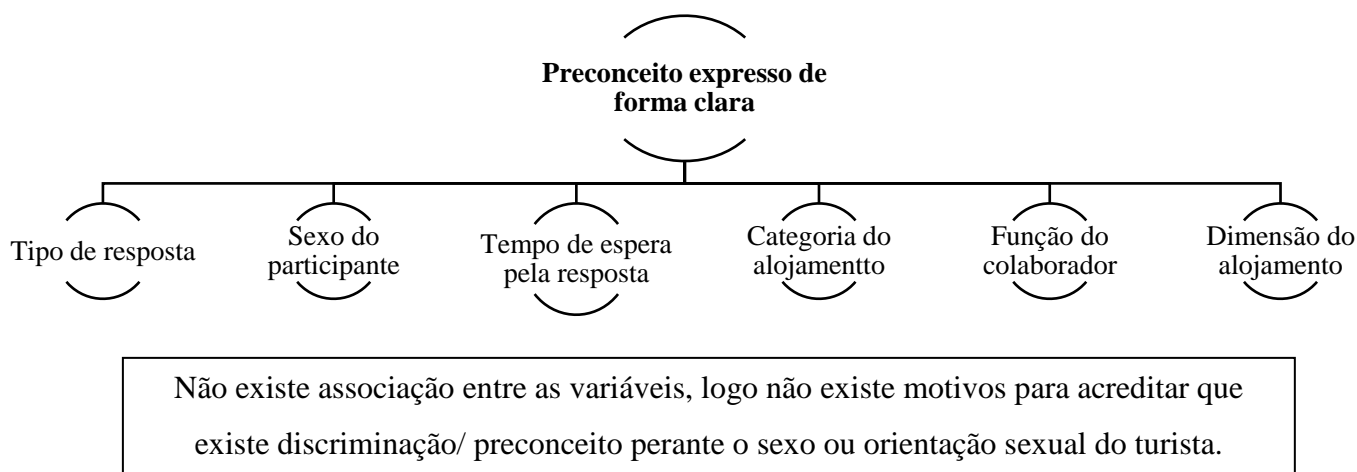 Preconceito expresso de
forma clara
Tipo de resposta
Sexo do
participante
Tempo de espera
pela resposta
Categoria do
alojamentto
Função do
colaborador
Dimensão do
alojamento
Não existe associação entre as variáveis, logo não existe motivos para acreditar que
existe discriminação/ preconceito perante o sexo ou orientação sexual do turista.